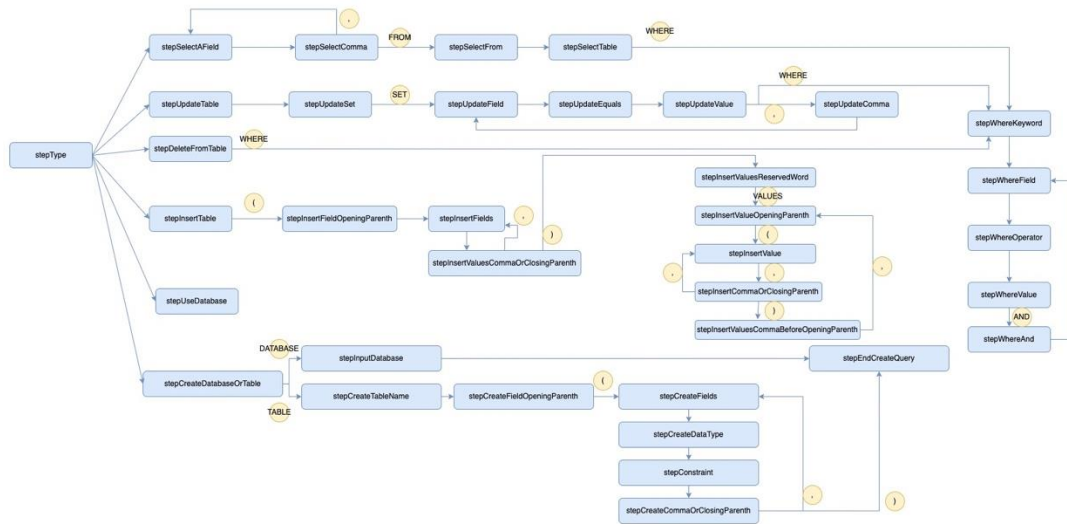 ,
stepSelectAField
stepSelectComma
FROM
stepSelectFrom
stepSelectTable
WHERE
stepUpdateTable
stepUpdateSet
SET
stepUpdateField
stepUpdateEquals
stepUpdateValue
WHERE
,
stepUpdateComma
stepWhereKeyword
stepType
stepDeleteFromTable
WHERE
stepInsertValuesReservedWord
stepWhereField
VALUES
stepInsertTable
(
stepInsertFieldOpeningParenth
stepInsertFields
,
)
stepInsertValueOpeningParenth
(
stepWhereOperator
stepInsertValuesCommaOrClosingParenth
stepInsertValue
,
,
,
stepInsertCommaOrClosingParenth
stepWhereValue
stepUseDatabase
)
AND
stepInsertValuesCommaBeforeOpeningParenth
stepWhereAnd
DATABASE
stepInputDatabase
stepEndCreateQuery
stepCreateDatabaseOrTable
(
stepCreateTableName
stepCreateFieldOpeningParenth
stepCreateFields
TABLE
stepCreateDataType
stepConstraint
,
)
stepCreateCommaOrClosingParenth